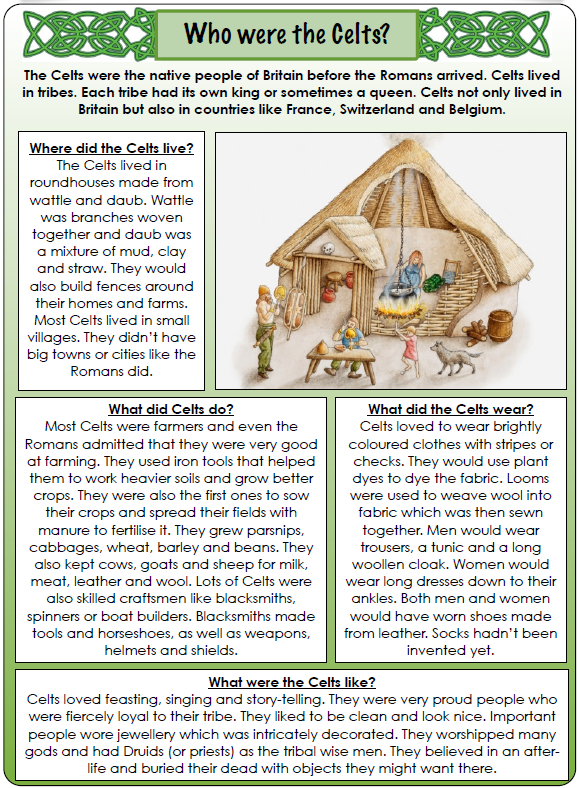 Who were the Celts?
The Celts were the native people of Britain before the Romans arrived. Celts lived
in tribes. Each tribe had its own king or sometimes a queen. Celts not only lived in
Britain but also in countries like France, Switzerland and Belgium.
Where did the Celts live?
The Celts lived in
roundhouses made from
wattle and daub. Wattle
was branches woven
together and daub was
a mixture of mud, clay
and straw. They would
also build fences around
their homes and farms.
Most Celts lived in small
villages. They didn’t have
big towns or cities like the
Romans did.
What did Celts do?
Most Celts were farmers and even the
Romans admitted that they were very good
at farming. They used iron tools that helped
them to work heavier soils and grow better
crops. They were also the first ones to sow
their crops and spread their fields with
manure to fertilise it. They grew parsnips,
cabbages, wheat, barley and beans. They
also kept cows, goats and sheep for milk,
meat, leather and wool. Lots of Celts were
also skilled craftsmen like blacksmiths,
spinners or boat builders. Blacksmiths made
tools and horseshoes, as well as weapons,
helmets and shields.
What did the Celts wear?
Celts loved to wear brightly
coloured clothes with stripes or
checks. They would use plant
dyes to dye the fabric. Looms
were used to weave wool into
fabric which was then sewn
together. Men would wear
trousers, a tunic and a long
woollen cloak. Women would
wear long dresses down to their
ankles. Both men and women
would have worn shoes made
from leather. Socks hadn’t been
invented yet.
What were the Celts like?
Celts loved feasting, singing and story-telling. They were very proud people who
were fiercely loyal to their tribe. They liked to be clean and look nice. Important
people wore jewellery which was intricately decorated. They worshipped many
gods and had Druids (or priests) as the tribal wise men. They believed in an after-
life and buried their dead with objects they might want there.